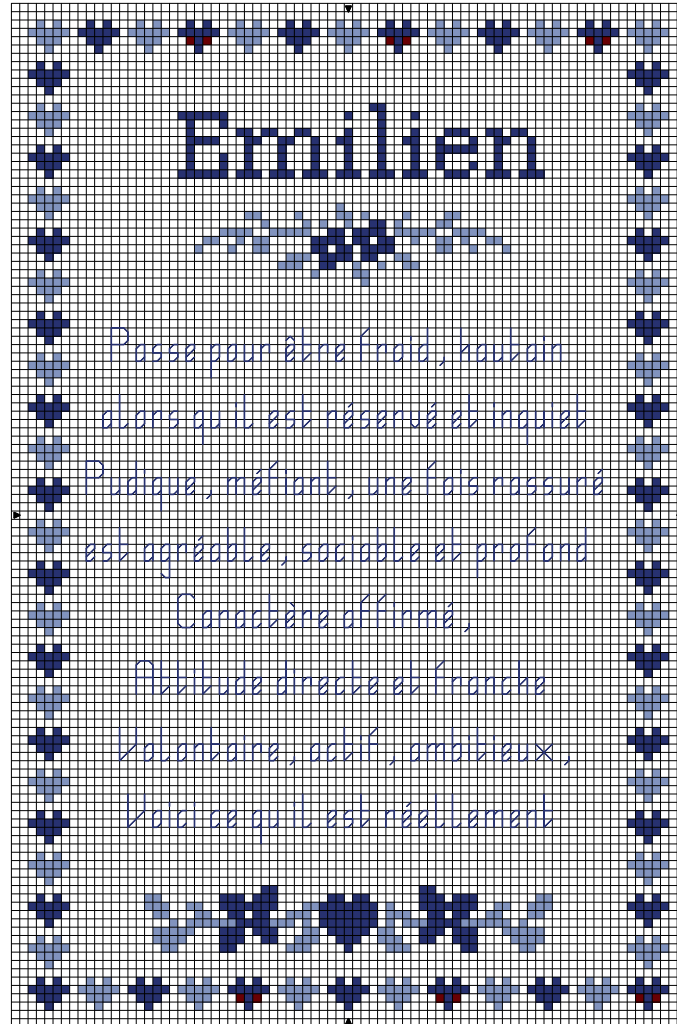 Emilien
Passe pour être froid, hautain
alors qu'il est réservé et inquiet
Pudique, méfiant, une fois rassuré
est agréable, sociable et profond
Caractère affirmé,
Attitude directe et franche
Volontaire, actif, ambitieux,
Voici ce qu'il est réellement